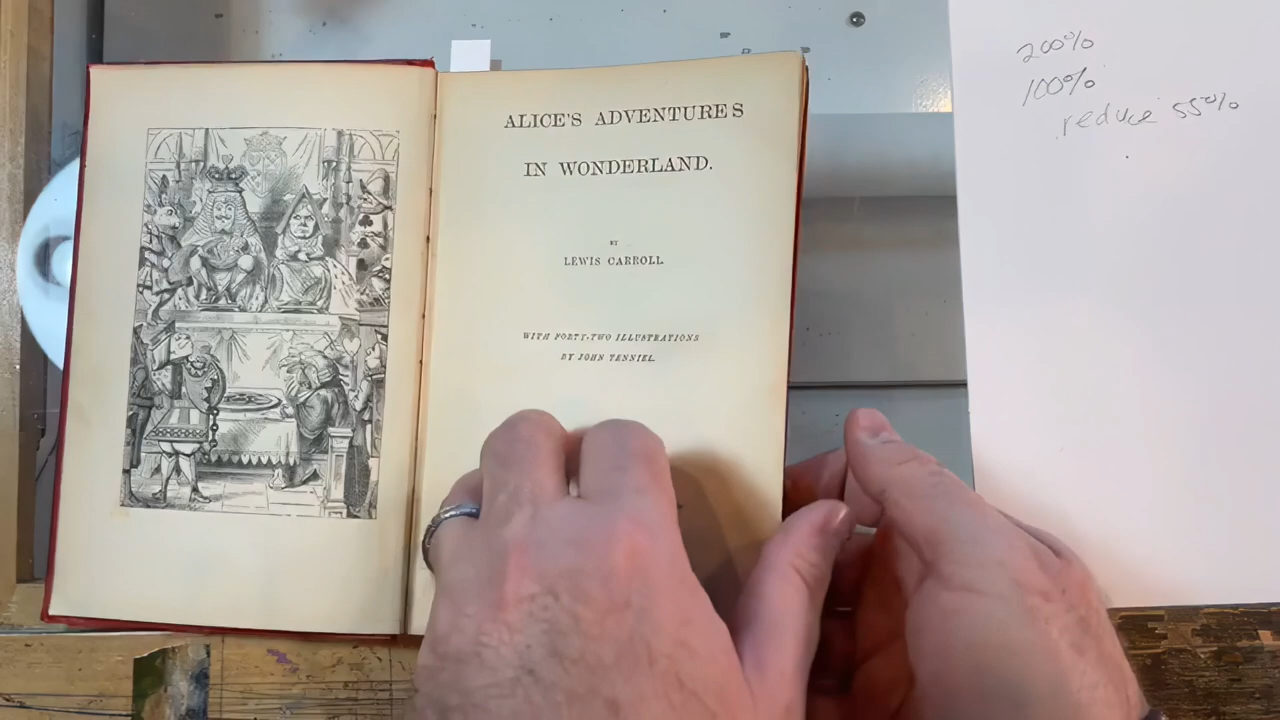 ALICE'S ADVENTURES
IN WONDERLAND.
BY
LEWIS CARROLL.
WITH FORTY-TWO ILLUSTRATIONS
BY JOHN TENNIEL.
200%
100%
reduce 55%